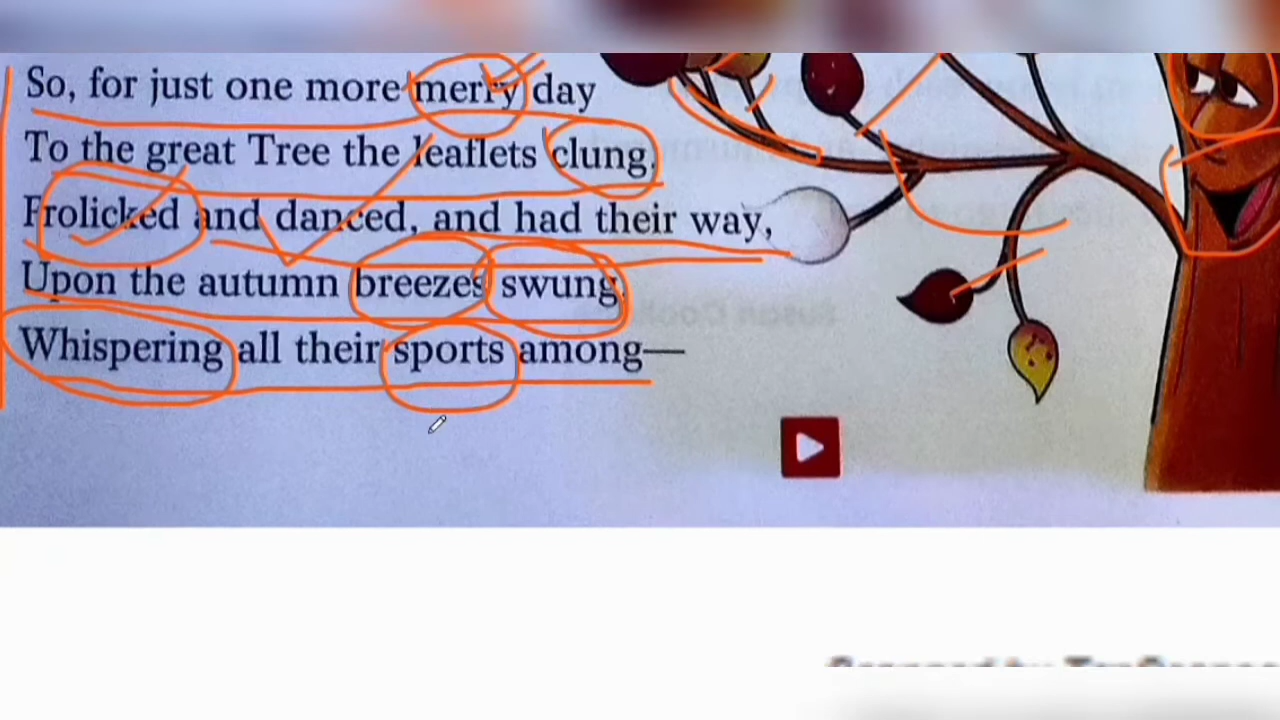 So, for just one more merry day
To the great Tree the leaflets clung.
Frolicked and danced, and had their way,
Upon the autumn breezes swung.
Whispering all their sports among—